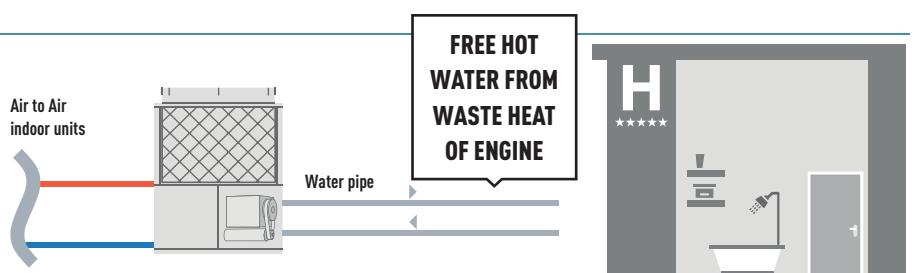 FREE HOT
WATER FROM
WASTE HEAT
OF ENGINE
Air to Air
indoor units
Water pipe
H
★★★★★